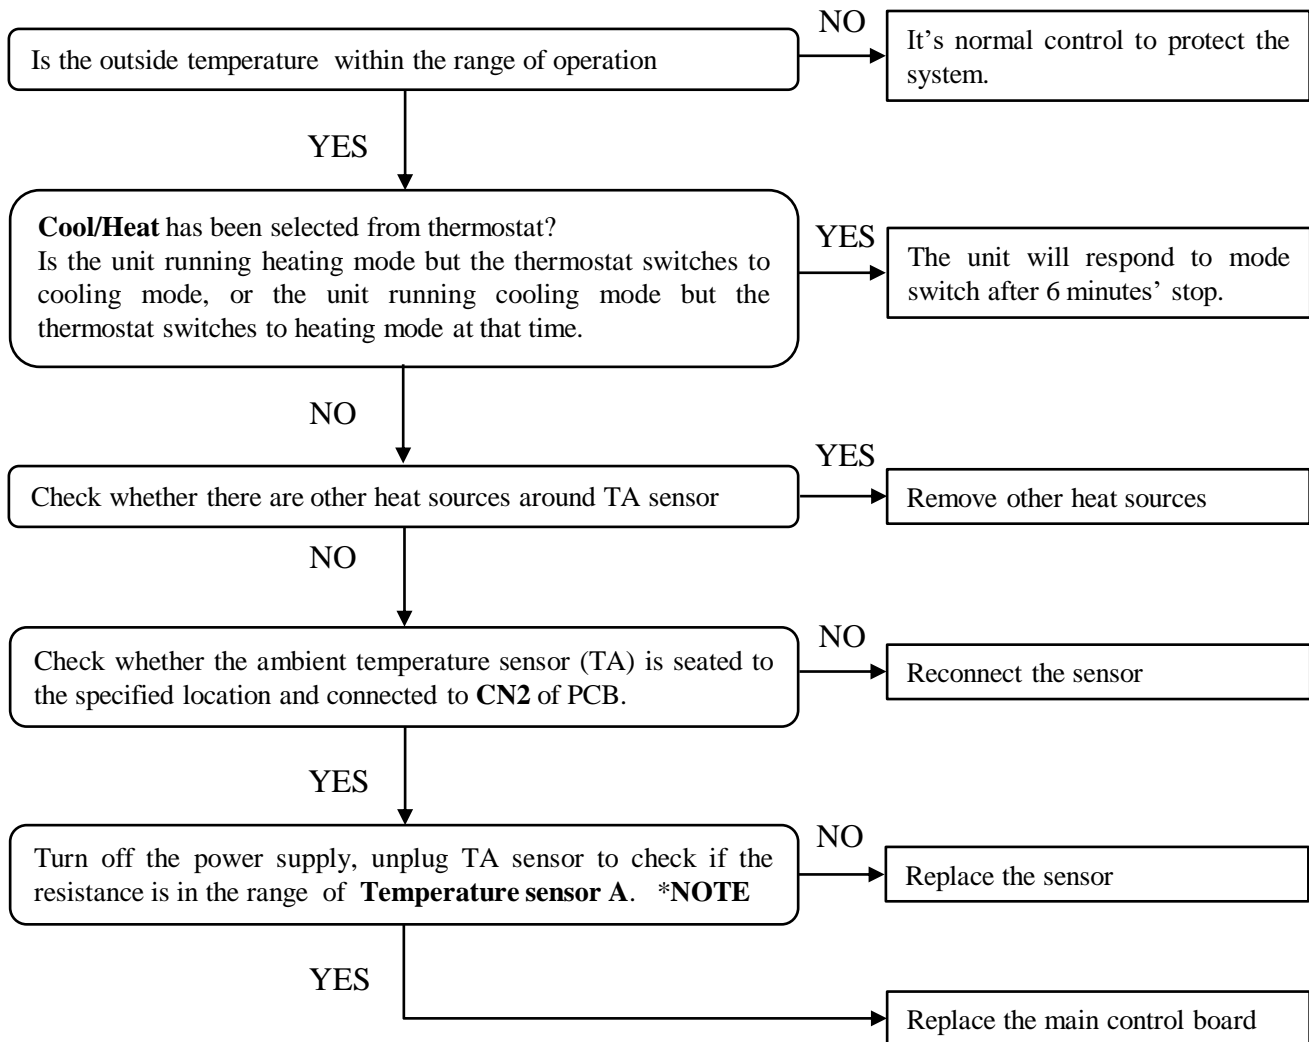 NO
Is the outside temperature within the range of operation
It’s normal control to protect the
system.
YES
Cool/Heat has been selected from thermostat?
Is the unit running heating mode but the thermostat switches to
cooling mode, or the unit running cooling mode but the
thermostat switches to heating mode at that time.
YES
The unit will respond to mode
switch after 6 minutes’ stop.
NO
Check whether there are other heat sources around TA sensor
YES
Remove other heat sources
NO
Check whether the ambient temperature sensor (TA) is seated to
the specified location and connected to CN2 of PCB.
NO
Reconnect the sensor
YES
Turn off the power supply, unplug TA sensor to check if the
resistance is in the range of Temperature sensor A. *NOTE
NO
Replace the sensor
YES
Replace the main control board